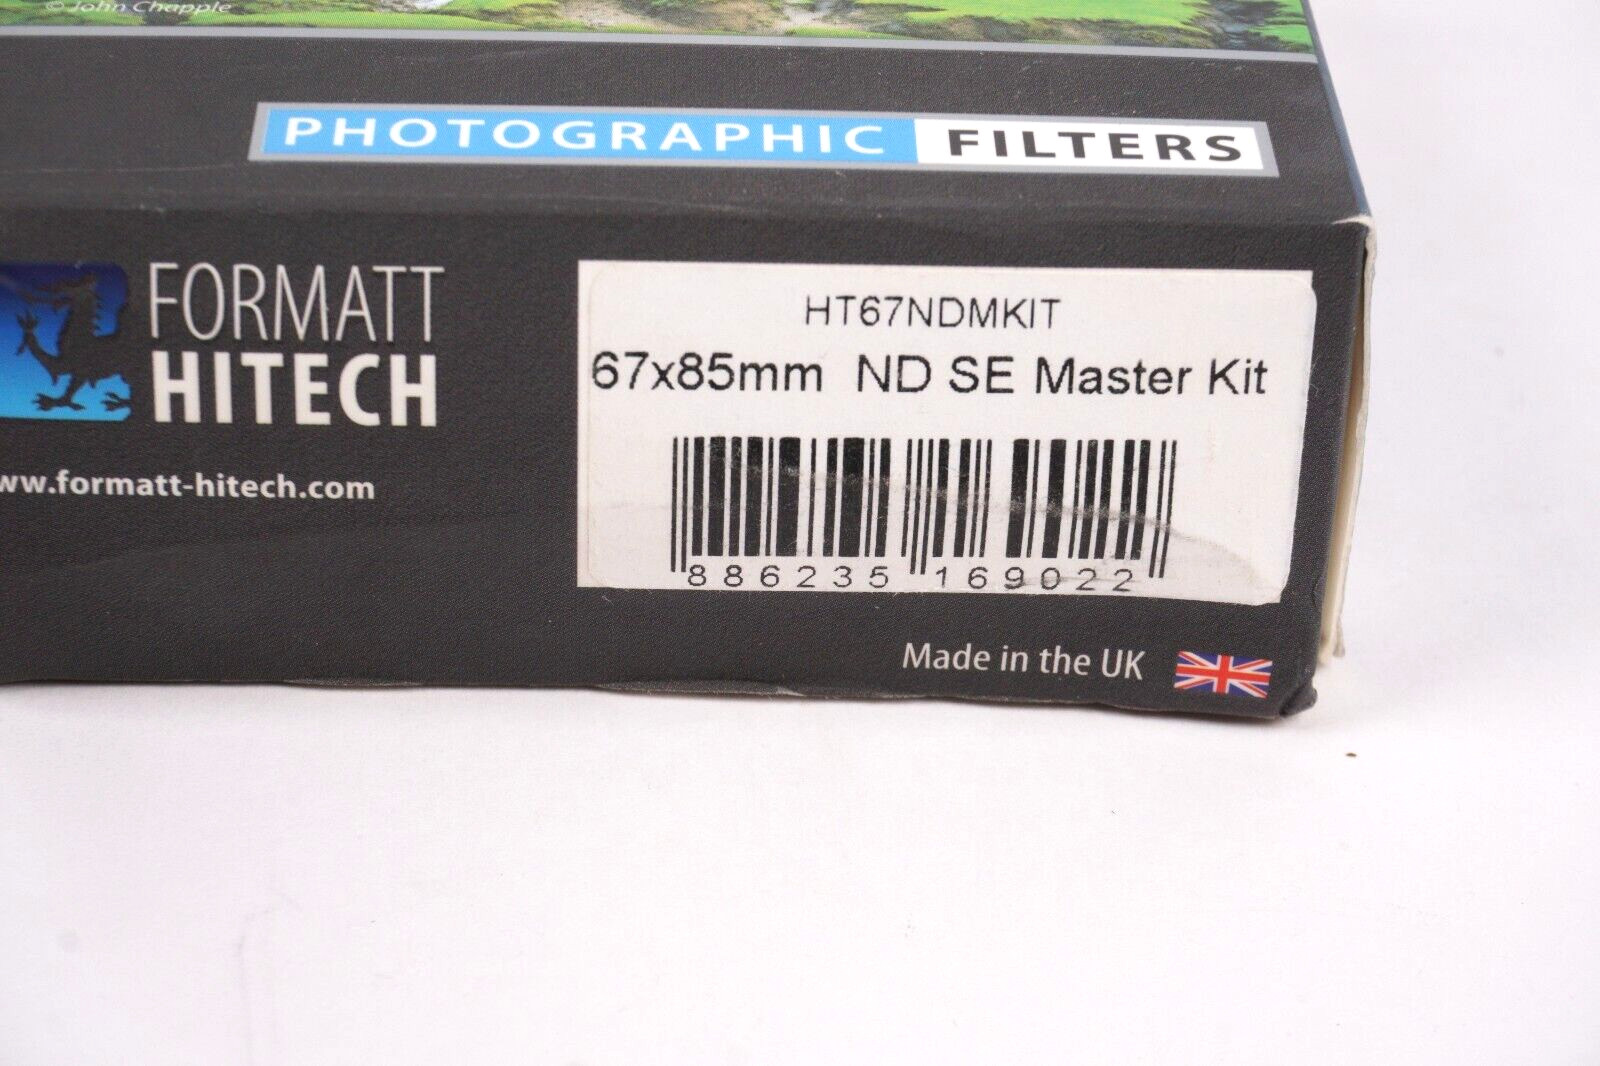 © John Chapple
PHOTOGRAPHIC FILTERS
FORMATT
HITECH
www.formatt-hitech.com
HT67NDMKIT
67x85mm ND SE Master Kit
886235 169022
Made in the UK